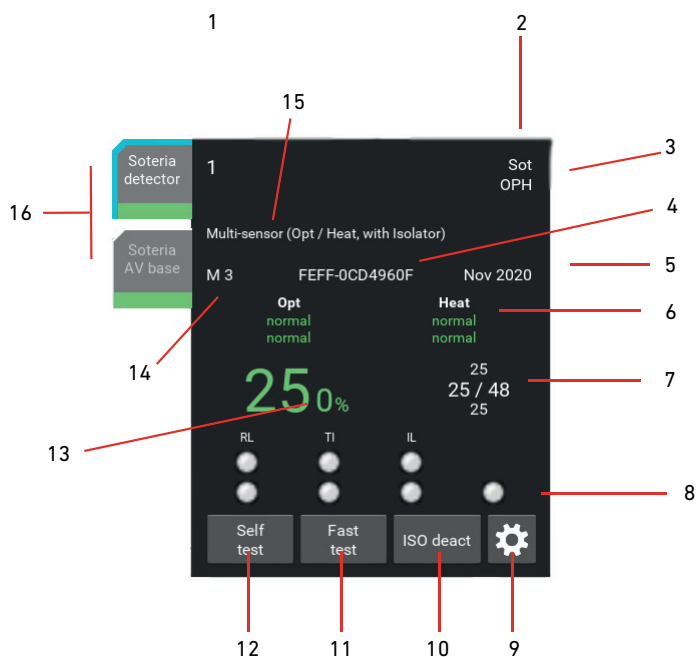 1
2
15
3
Soteria
detector
1
Sot
OPH
4
16
Multi-sensor (Opt / Heat, with Isolator)
Soteria
AV base
M 3
FEFF-0CD4960F
Nov 2020
5
Opt
normal
normal
Heat
normal
normal
6
14
25 0%
25
25 / 48
25
7
13
RL
TI
IL
8
Self
test
Fast
test
ISO deact
12
11
10
9